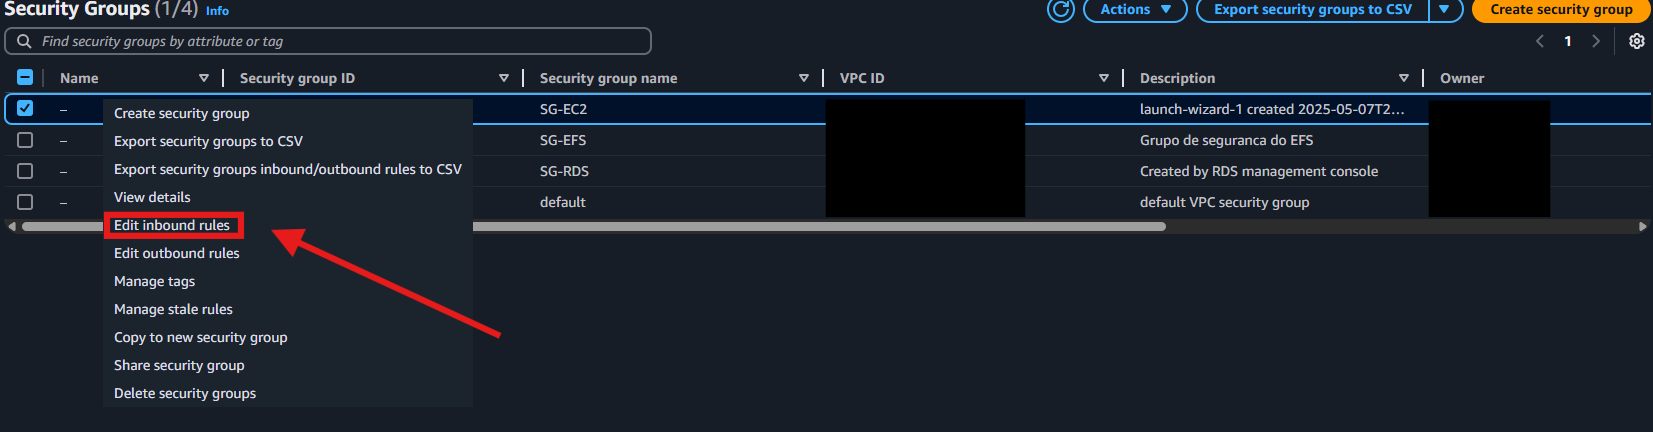 Security Groups (1/4) Info
Actions
Export security groups to CSV
Create security group
Find security groups by attribute or tag
1
Name Security group ID Security group name VPC ID Description Owner
– SG-EC2 launch-wizard-1 created 2025-05-07T2...
– SG-EFS Grupo de seguranca do EFS
– SG-RDS Created by RDS management console
– default default VPC security group
Create security group
Export security groups to CSV
Export security groups inbound/outbound rules to CSV
View details
Edit inbound rules
Edit outbound rules
Manage tags
Manage stale rules
Copy to new security group
Share security group
Delete security groups